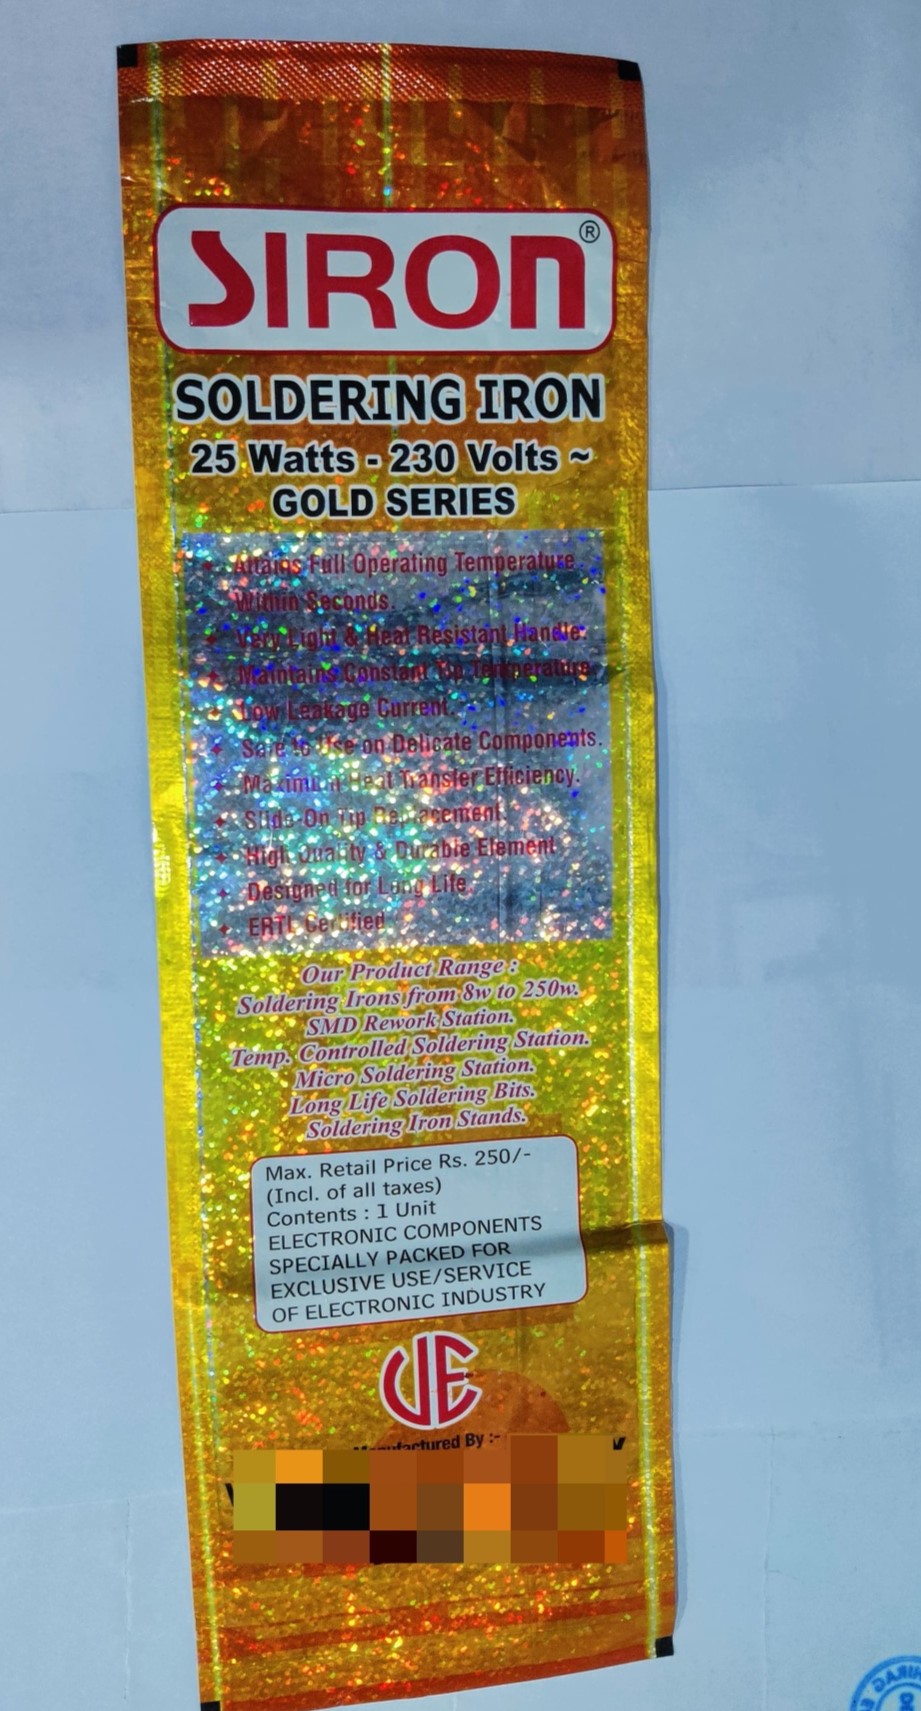 SIRON®
SOLDERING IRON
25 Watts - 230 Volts ~
GOLD SERIES
Attains Full Operating Temperature
Within Seconds.
Very Light & Heat Resistant Handle.
Maintains Constant Tip Temperature.
Low Leakage Current.
Safe to Use on Delicate Components.
Maximum Heat Transfer Efficiency.
Slide-On Tip Replacement.
High Quality & Durable Element
Designed for Long Life.
ERTL Certified
Our Product Range :
Soldering Irons from 8w to 250w.
SMD Rework Station.
Temp. Controlled Soldering Station.
Micro Soldering Station.
Long Life Soldering Bits.
Soldering Iron Stands.
Max. Retail Price Rs. 250/-
(Incl. of all taxes)
Contents : 1 Unit
ELECTRONIC COMPONENTS
SPECIALLY PACKED FOR
EXCLUSIVE USE/SERVICE
OF ELECTRONIC INDUSTRY
UE
Manufactured By :-